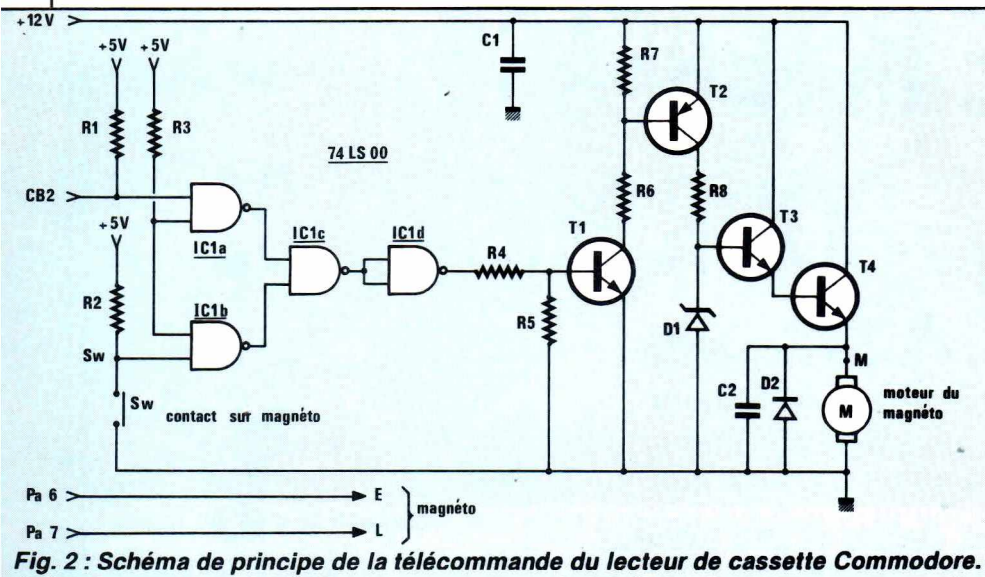 +12V
+5V
+5V
C1
R7
T2
R1
R3
74 LS 00
CB2
R6
R8
+5V
IC1a
IC1c
IC1d
T1
T3
R4
T4
R2
IC1b
R5
D1
Sw
M
C2
D2
Sw
contact sur magnéto
M
moteur du
magnéto
Pa 6
E
magnéto
Pa 7
L
Fig. 2 : Schéma de principe de la télécommande du lecteur de cassette Commodore.